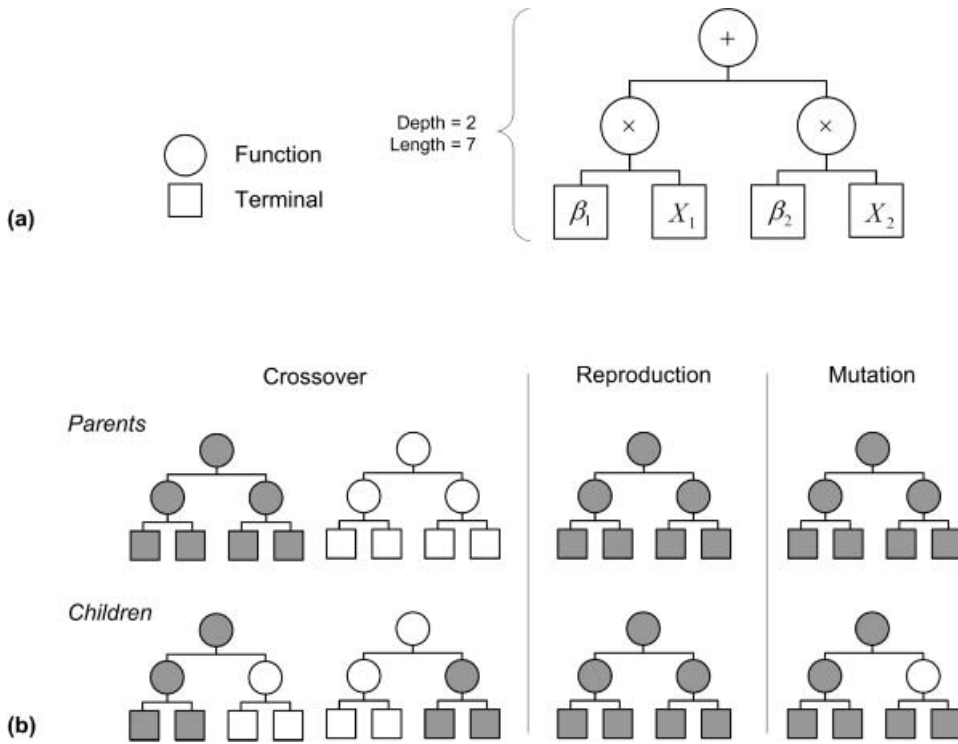 +
Depth = 2
Length = 7
× ×
Function
Terminal
β₁ X₁ β₂ X₂
(a)
Crossover Reproduction Mutation
Parents
Children
(b)